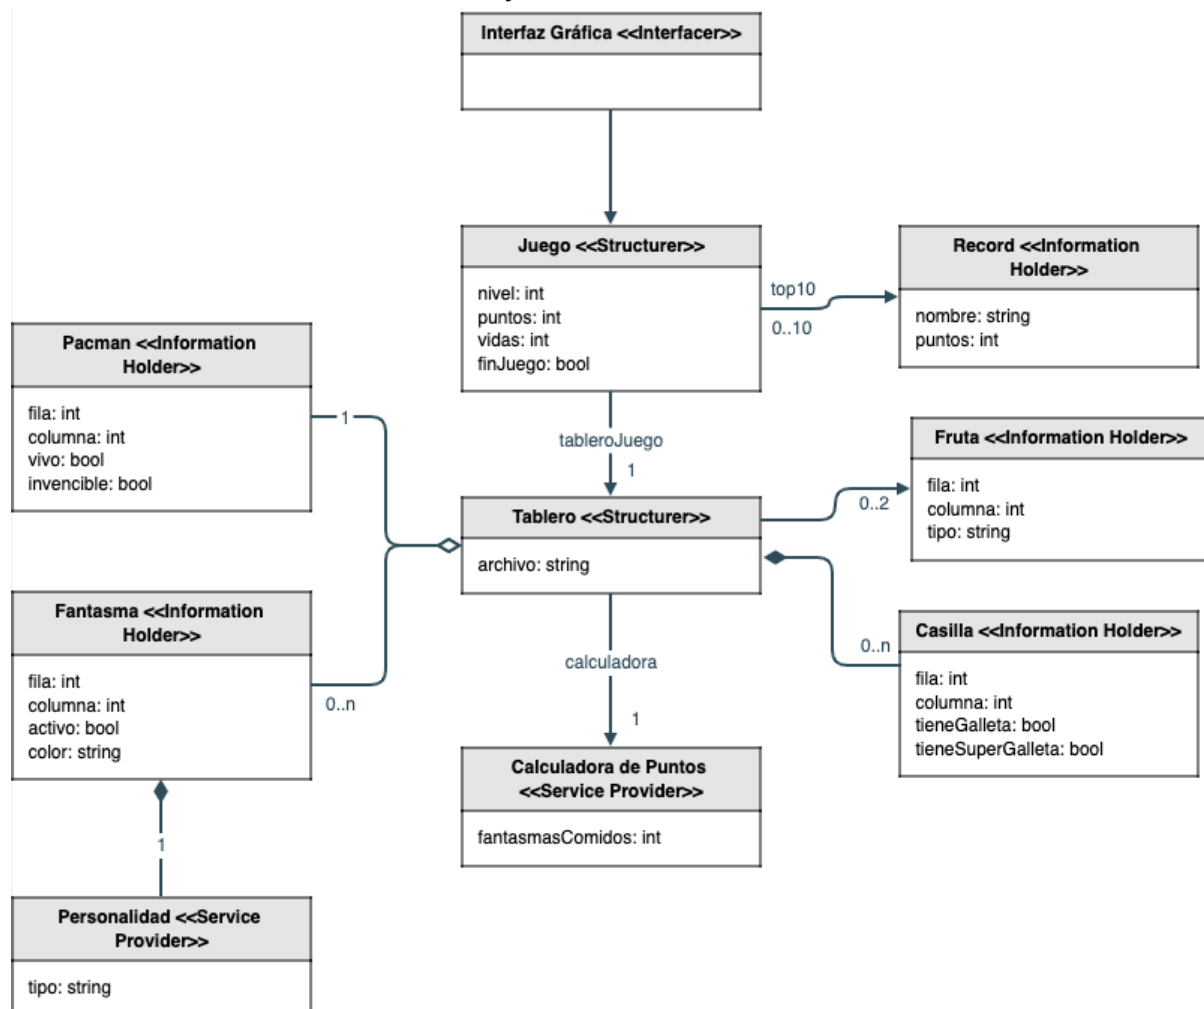 Interfaz Gráfica <<Interfacer>>
Juego <<Structurer>>
nivel: int
puntos: int
vidas: int
finJuego: bool
top10
0..10
Record <<Information
Holder>>
nombre: string
puntos: int
Pacman <<Information
Holder>>
fila: int
columna: int
vivo: bool
invencible: bool
1
tableroJuego
1
Fruta <<Information Holder>>
fila: int
columna: int
tipo: string
0..2
Tablero <<Structurer>>
archivo: string
Fantasma <<Information
Holder>>
fila: int
columna: int
activo: bool
color: string
0..n
calculadora
1
0..n
Casilla <<Information Holder>>
fila: int
columna: int
tieneGalleta: bool
tieneSuperGalleta: bool
Calculadora de Puntos
<<Service Provider>>
fantasmasComidos: int
1
Personalidad <<Service
Provider>>
tipo: string